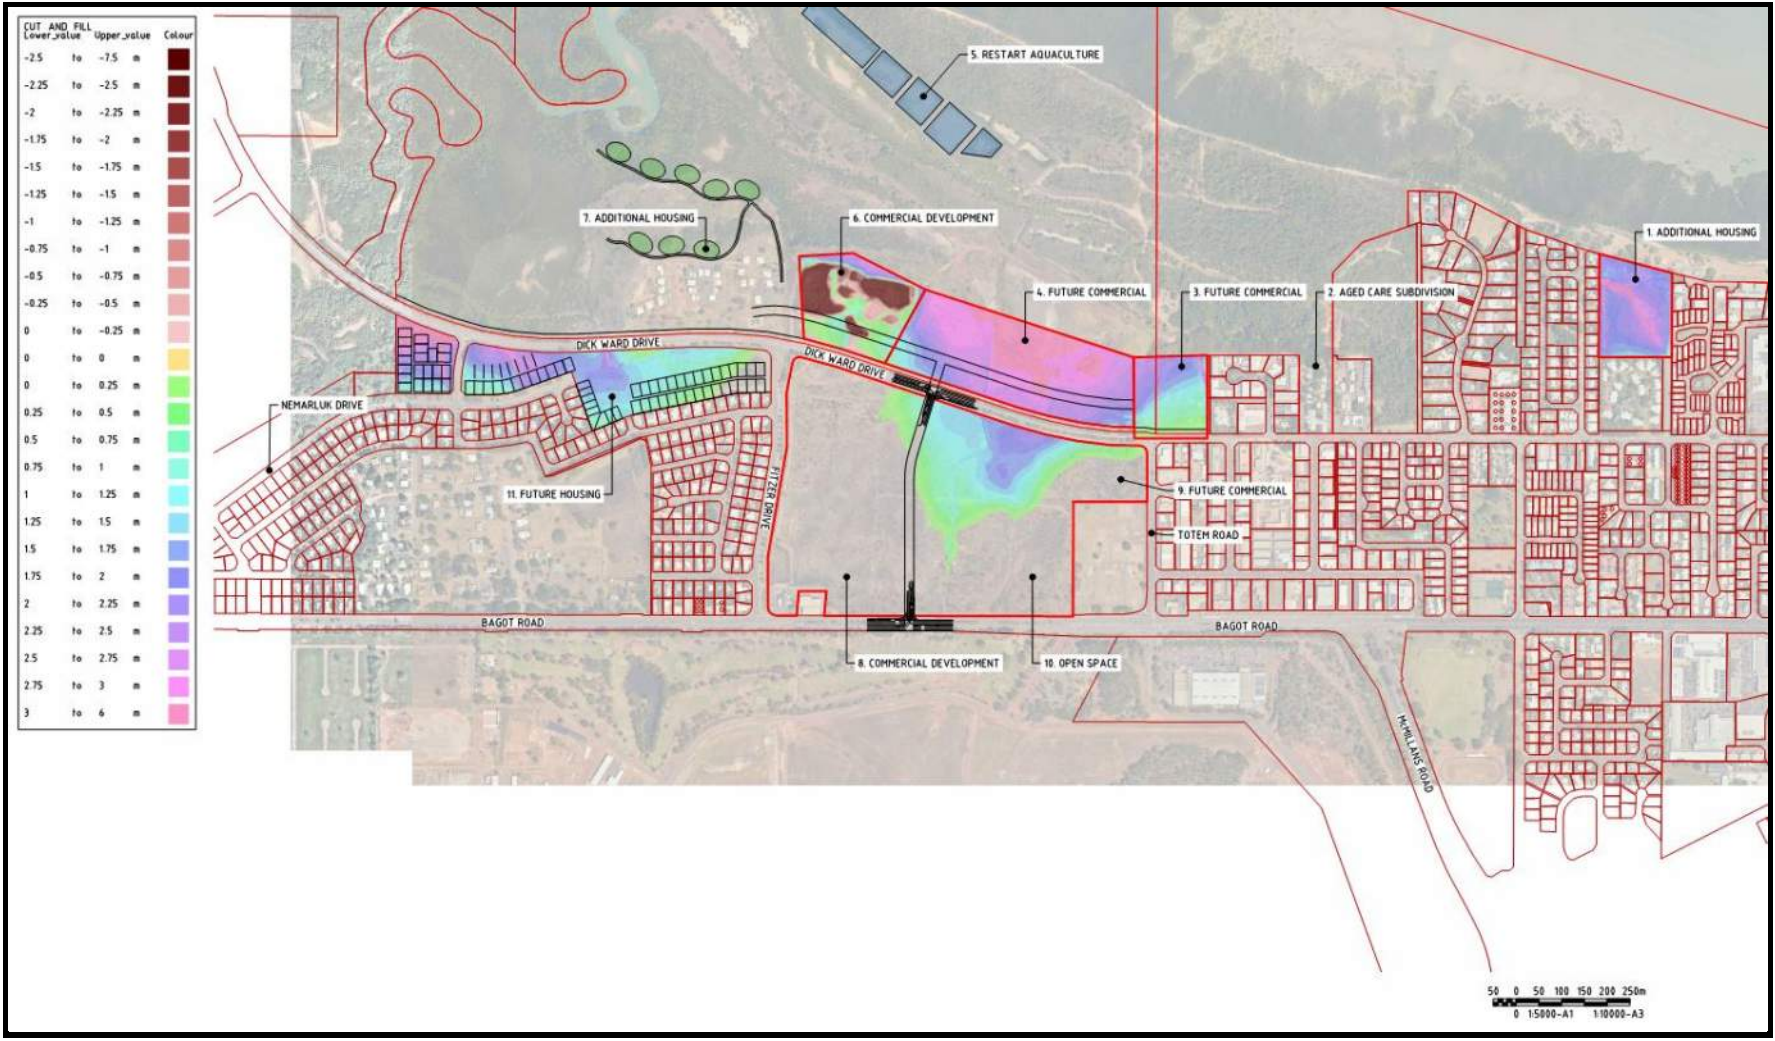 CUT AND FILL
Lower_value Upper_value Colour
-2.5 to -7.5 m
-2.25 to -2.5 m
-2 to -2.25 m
-1.75 to -2 m
-1.5 to -1.75 m
-1.25 to -1.5 m
-1 to -1.25 m
-0.75 to -1 m
-0.5 to -0.75 m
-0.25 to -0.5 m
0 to -0.25 m
0 to 0 m
0 to 0.25 m
0.25 to 0.5 m
0.5 to 0.75 m
0.75 to 1 m
1 to 1.25 m
1.25 to 1.5 m
1.5 to 1.75 m
1.75 to 2 m
2 to 2.25 m
2.25 to 2.5 m
2.5 to 2.75 m
2.75 to 3 m
3 to 6 m
5. RESTART AQUACULTURE
7. ADDITIONAL HOUSING
6. COMMERCIAL DEVELOPMENT
1. ADDITIONAL HOUSING
4. FUTURE COMMERCIAL
3. FUTURE COMMERCIAL
2. AGED CARE SUBDIVISION
DICK WARD DRIVE
DICK WARD DRIVE
NEMARLUK DRIVE
11. FUTURE HOUSING
FITZER DRIVE
9. FUTURE COMMERCIAL
TOTEM ROAD
BAGOT ROAD
BAGOT ROAD
8. COMMERCIAL DEVELOPMENT
10. OPEN SPACE
McMILLANS ROAD
50 0 50 100 150 200 250m
0 1:5000-A1 1:10000-A3